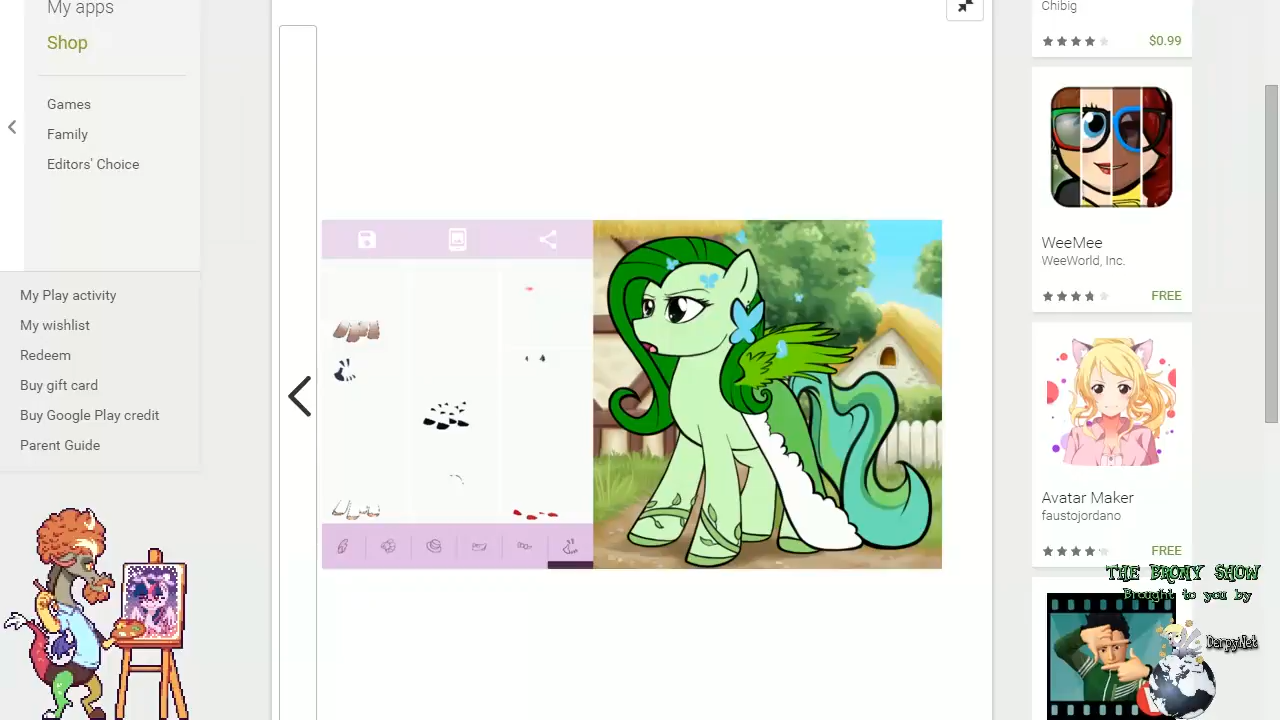 My apps
Shop
Games
Family
Editors' Choice
My Play activity
My wishlist
Redeem
Buy gift card
Buy Google Play credit
Parent Guide
Chibig
$0.99
WeeMee
WeeWorld, Inc.
FREE
Avatar Maker
faustojordano
FREE
THE BRONY SHOW
Brought to you by
DerpyNet